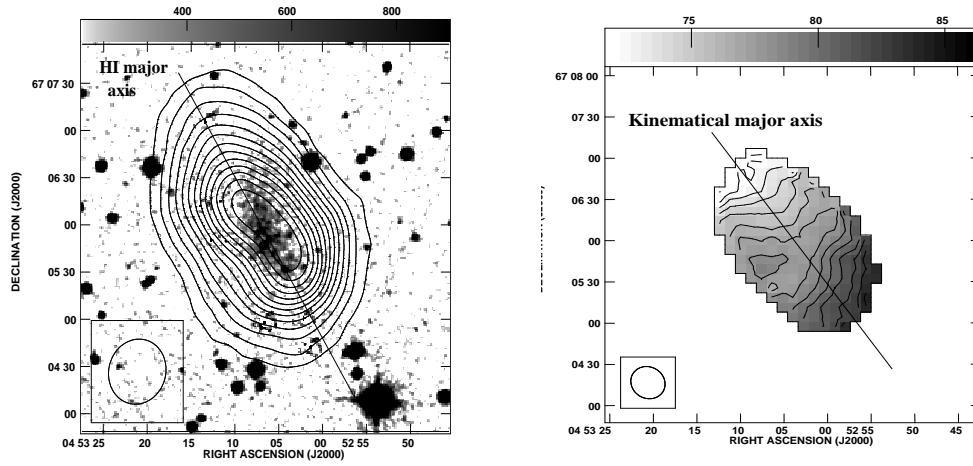 400 600 800
HI major
axis
67 07 30
00
06 30
00
05 30
00
04 30
00
DECLINATION (J2000)
04 53 25 20 15 10 05 00 52 55 50
RIGHT ASCENSION (J2000)
75 80 85
67 08 00
07 30
Kinematical major axis
00
06 30
00
05 30
00
04 30
00
04 53 25 20 15 10 05 00 52 55 50 45
RIGHT ASCENSION (J2000)